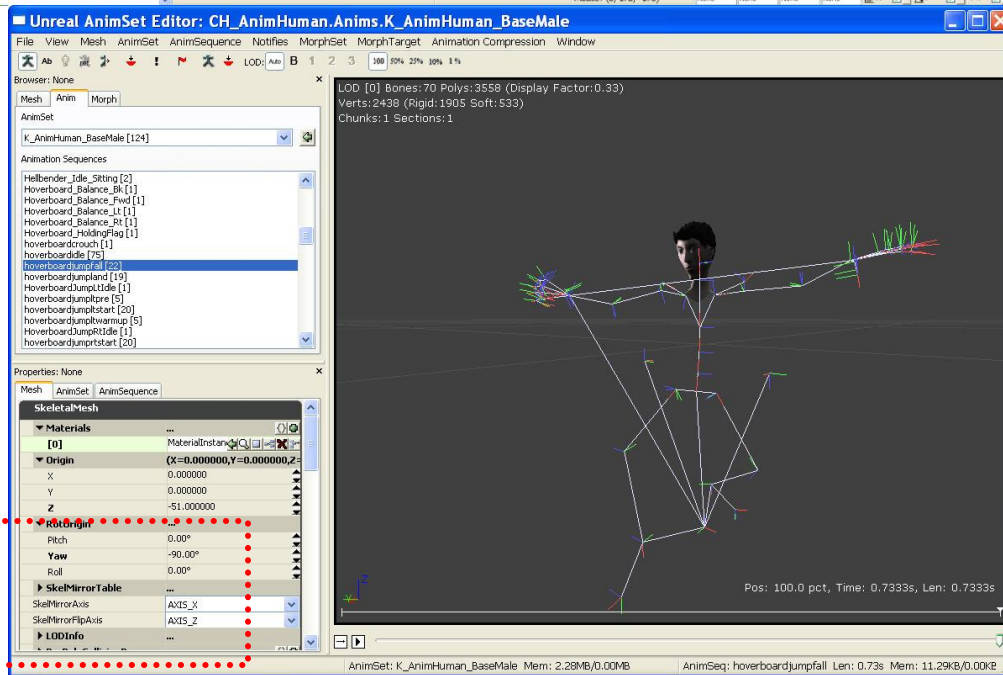 Unreal AnimSet Editor: CH_AnimHuman.Anims.K_AnimHuman_BaseMale
File View Mesh AnimSet AnimSequence Notifies MorphSet MorphTarget Animation Compression Window
Ab LOD: Auto B 1 2 3 100 50% 25% 10% 1%
Browser: None
Mesh Anim Morph
AnimSet
K_AnimHuman_BaseMale [124]
Animation Sequences
Hellbender_Idle_Sitting [2]
Hoverboard_Balance_Bk [1]
Hoverboard_Balance_Fwd [1]
Hoverboard_Balance_Lt [1]
Hoverboard_Balance_Rt [1]
Hoverboard_HoldingFlag [1]
hoverboardcrouch [1]
hoverboardidle [75]
hoverboardjumpfall [22]
hoverboardjumpland [19]
HoverboardJumpLtIdle [1]
hoverboardjumpltpre [5]
hoverboardjumpltstart [20]
hoverboardjumpltwarmup [5]
HoverboardJumpRtIdle [1]
hoverboardjumprtstart [20]
LOD [0] Bones:70 Polys:3558 (Display Factor:0.33)
Verts:2438 (Rigid:1905 Soft:533)
Chunks:1 Sections:1
Properties: None
Mesh AnimSet AnimSequence
SkeletalMesh
Materials ...
[0] MaterialInstan
Origin (X=0.000000,Y=0.000000,Z=
X 0.000000
Y 0.000000
Z -51.000000
RotOrigin ...
Pitch 0.00°
Yaw -90.00°
Roll 0.00°
SkelMirrorTable ...
SkelMirrorAxis AXIS_X
SkelMirrorFlipAxis AXIS_Z
LODInfo ...
Z
Y
Pos: 100.0 pct, Time: 0.7333s, Len: 0.7333s
AnimSet: K_AnimHuman_BaseMale Mem: 2.28MB/0.00MB
AnimSeq: hoverboardjumpfall Len: 0.73s Mem: 11.29KB/0.00KB